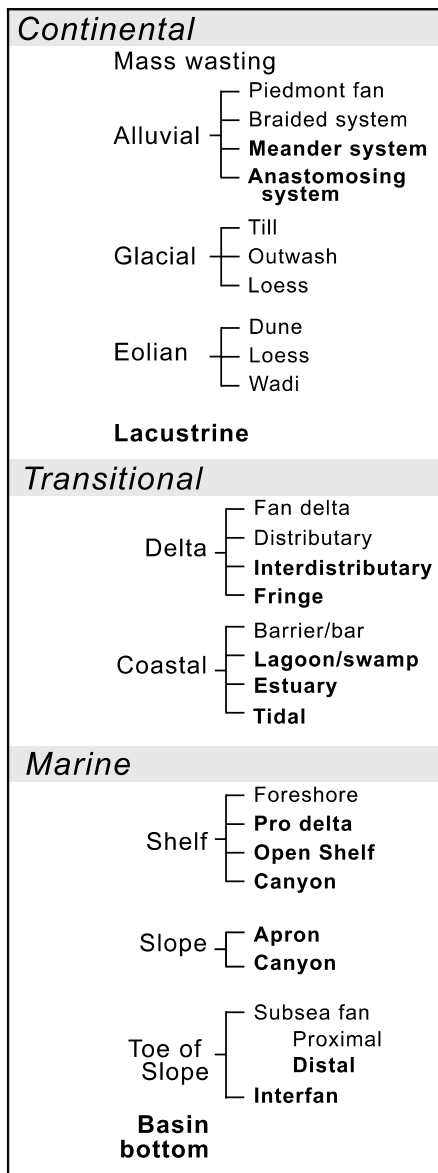 Continental
Mass wasting
Alluvial
Piedmont fan
Braided system
Meander system
Anastomosing
system
Glacial
Till
Outwash
Loess
Eolian
Dune
Loess
Wadi
Lacustrine
Transitional
Delta
Fan delta
Distributary
Interdistributary
Fringe
Coastal
Barrier/bar
Lagoon/swamp
Estuary
Tidal
Marine
Shelf
Foreshore
Pro delta
Open Shelf
Canyon
Slope
Apron
Canyon
Toe of
Slope
Subsea fan
Proximal
Distal
Interfan
Basin
bottom